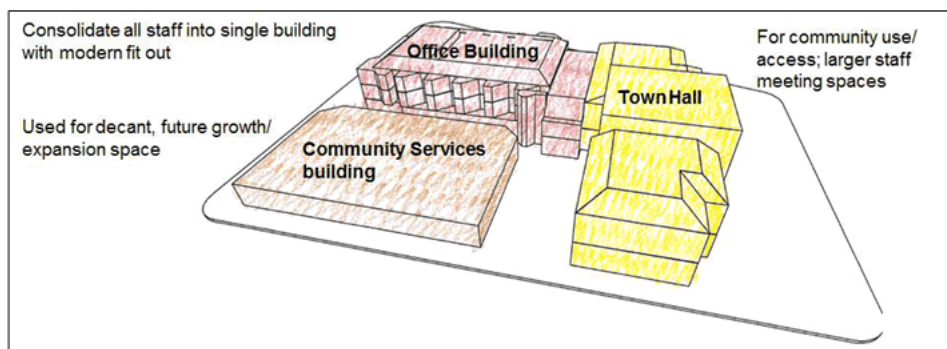 Consolidate all staff into single building
with modern fit out
Office Building
For community use/
access; larger staff
meeting spaces
Town Hall
Used for decant, future growth/
expansion space
Community Services
building